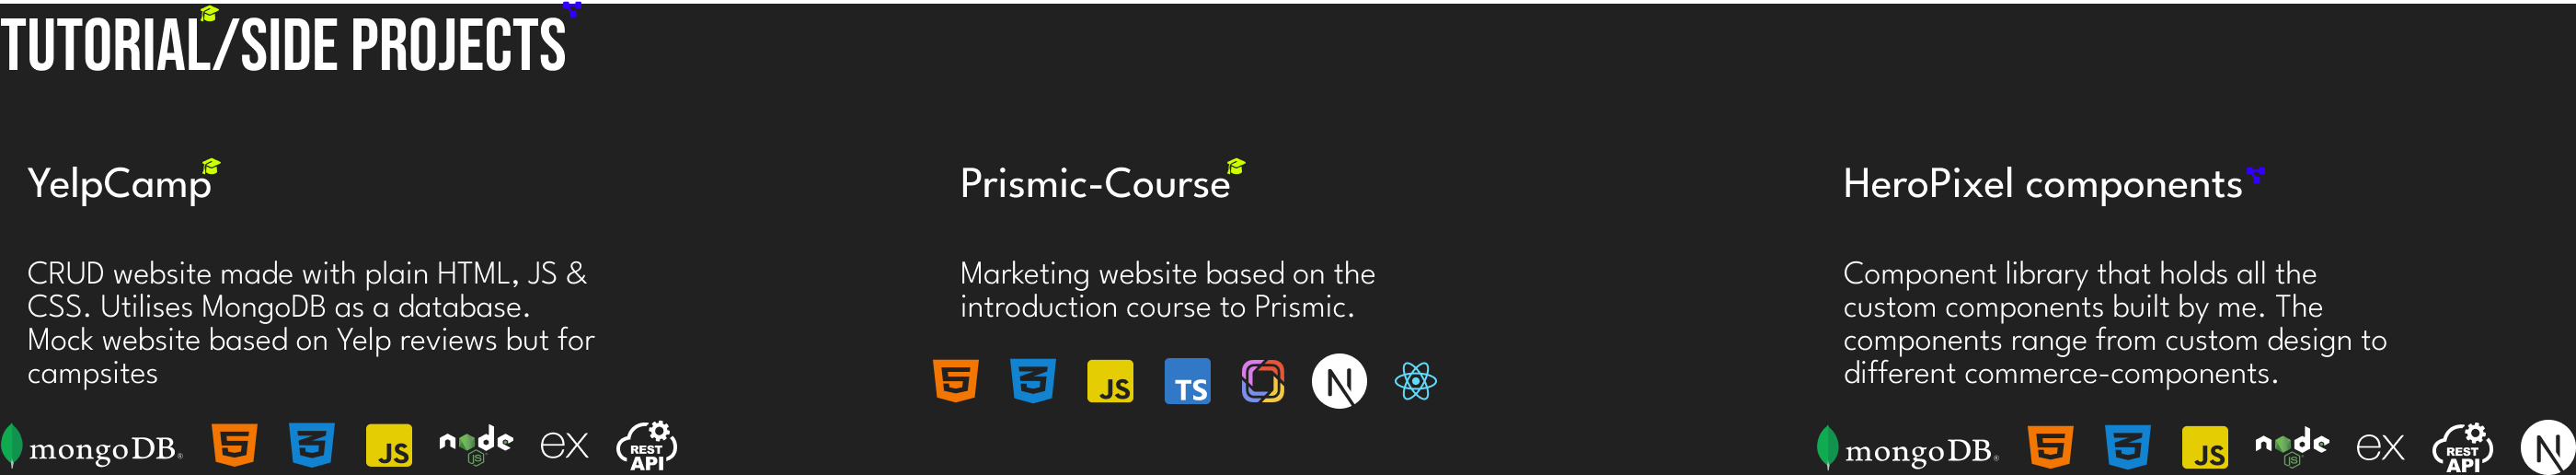 TUTORIAL/SIDE PROJECTS
YelpCamp
CRUD website made with plain HTML, JS &
CSS. Utilises MongoDB as a database.
Mock website based on Yelp reviews but for
campsites
mongoDB®
5
3
JS
node
JS
ex
REST
API
Prismic-Course
Marketing website based on the
introduction course to Prismic.
5
3
JS
TS
N
HeroPixel components
Component library that holds all the
custom components built by me. The
components range from custom design to
different commerce-components.
mongoDB®
5
3
JS
node
JS
ex
REST
API
N